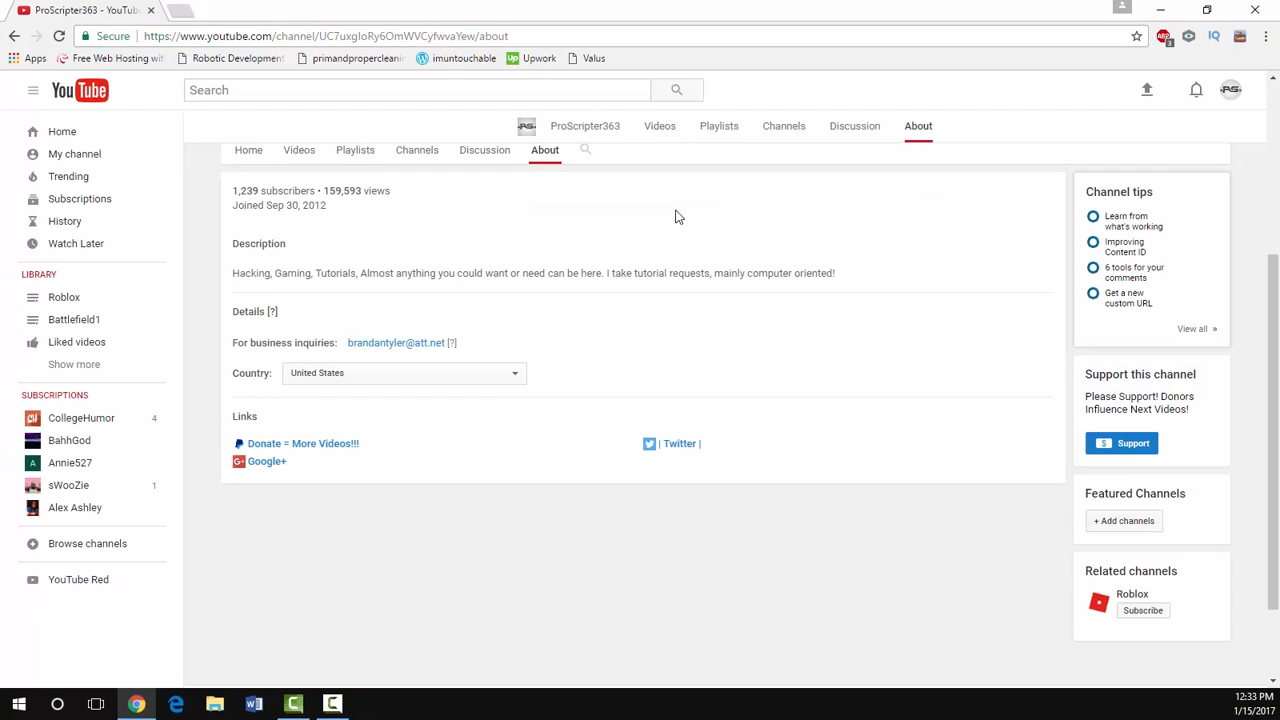 ProScripter363 - YouTub
Secure
https://www.youtube.com/channel/UC7uxgloRy6OmWVCyfwvaYew/about
Apps
Free Web Hosting wit
Robotic Development
primandpropercleani
imuntouchable
Upwork
Valus
YouTube
Search
ProScripter363
Videos
Playlists
Channels
Discussion
About
Home
Videos
Playlists
Channels
Discussion
About
Home
My channel
Trending
Subscriptions
History
Watch Later
LIBRARY
Roblox
Battlefield1
Liked videos
Show more
SUBSCRIPTIONS
CollegeHumor 4
BahhGod
Annie527
sWooZie 1
Alex Ashley
Browse channels
YouTube Red
1,239 subscribers • 159,593 views
Joined Sep 30, 2012
Description
Hacking, Gaming, Tutorials, Almost anything you could want or need can be here. I take tutorial requests, mainly computer oriented!
Details [?]
For business inquiries: brandantyler@att.net [?]
Country: United States
Links
Donate = More Videos!!!
| Twitter |
Google+
Channel tips
Learn from
what's working
Improving
Content ID
6 tools for your
comments
Get a new
custom URL
View all »
Support this channel
Please Support! Donors
Influence Next Videos!
$ Support
Featured Channels
+ Add channels
Related channels
Roblox
Subscribe
12:33 PM
1/15/2017